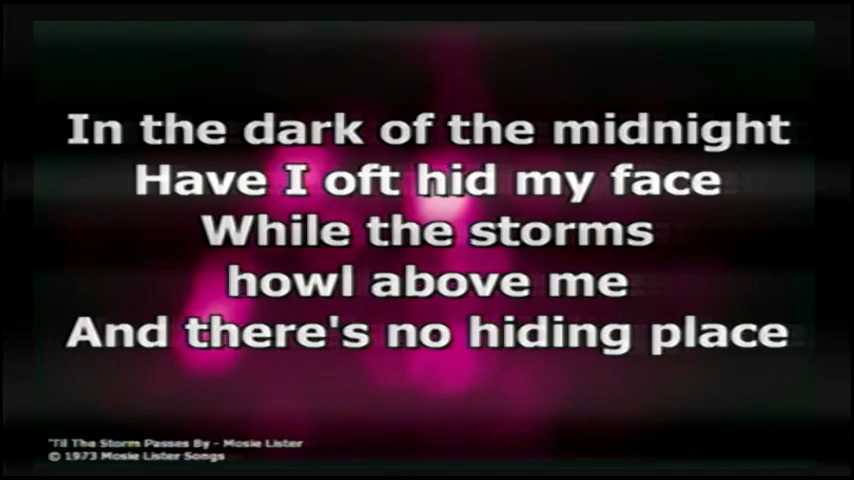 In the dark of the midnight
Have I oft hid my face
While the storms
howl above me
And there's no hiding place
'Til The Storm Passes By - Mosie Lister
© 1973 Mosie Lister Songs